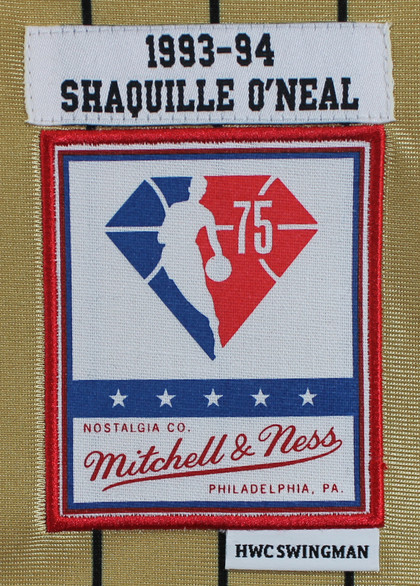 1993-94
SHAQUILLE O'NEAL
75
NOSTALGIA CO.
Mitchell & Ness
PHILADELPHIA, PA.
HWC SWINGMAN